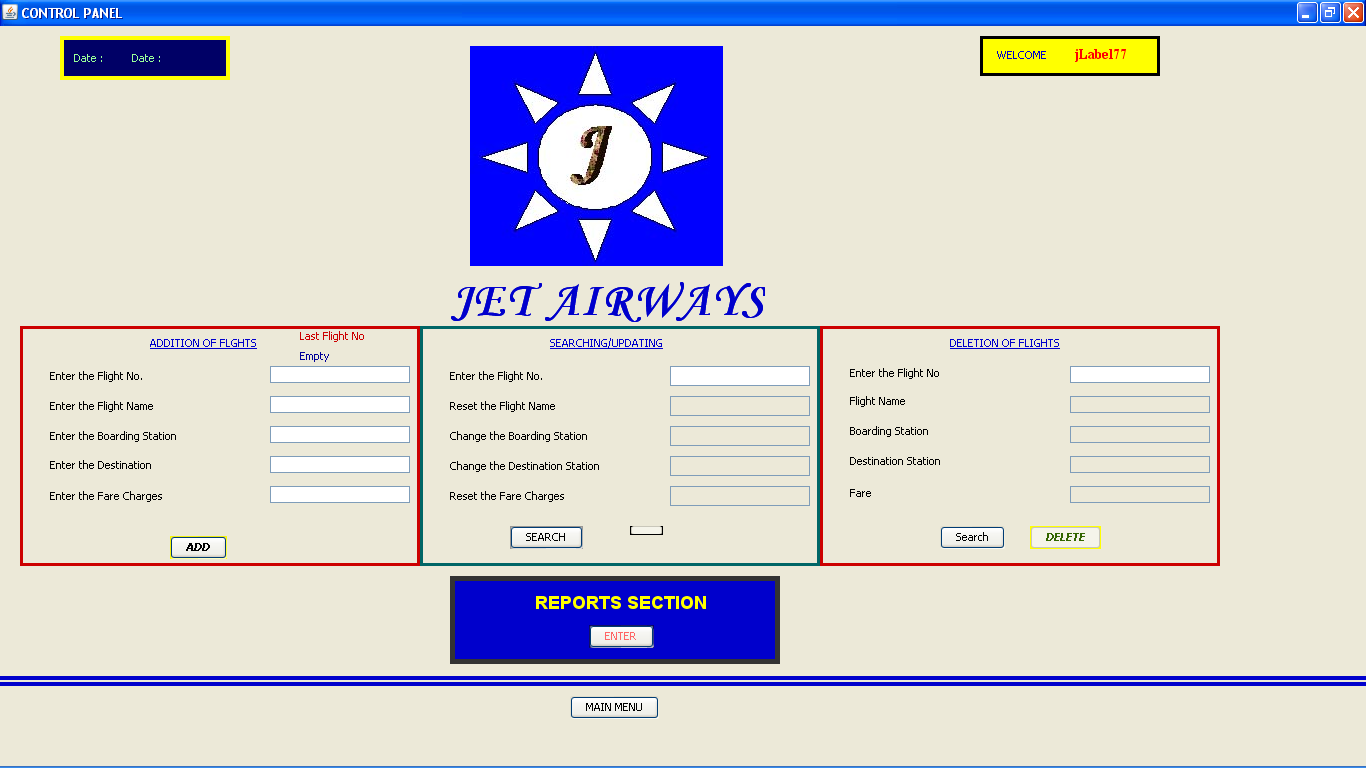 CONTROL PANEL
Date : Date :
WELCOME jLabel77
J
JET AIRWAYS
ADDITION OF FLGHTS
Last Flight No
Empty
Enter the Flight No.
Enter the Flight Name
Enter the Boarding Station
Enter the Destination
Enter the Fare Charges
ADD
SEARCHING/UPDATING
Enter the Flight No.
Reset the Flight Name
Change the Boarding Station
Change the Destination Station
Reset the Fare Charges
SEARCH
DELETION OF FLIGHTS
Enter the Flight No
Flight Name
Boarding Station
Destination Station
Fare
Search DELETE
REPORTS SECTION
ENTER
MAIN MENU